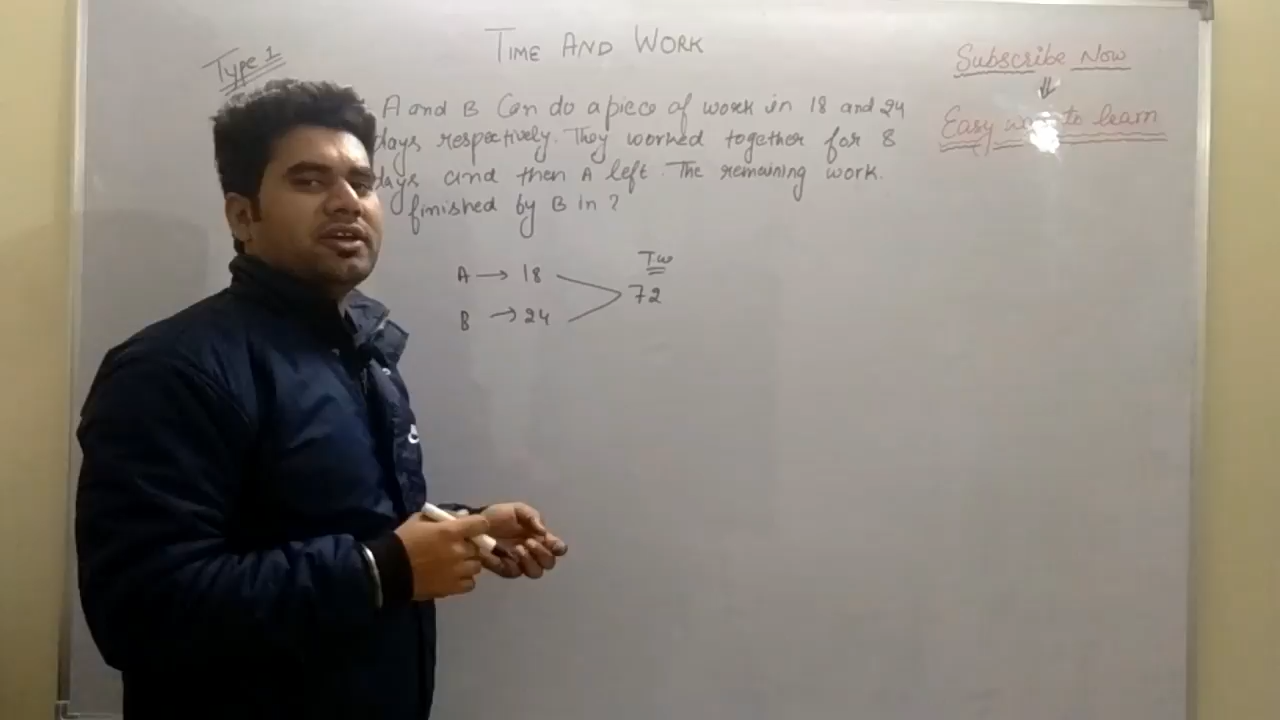 TIME AND WORK
Type 1
Subscribe Now
Easy way to learn
A and B Can do a piece of work in 18 and 24
days respectively. They worked together for 8
days and then A left. The remaining work.
finished by B in ?
A → 18
B → 24
Tw
72